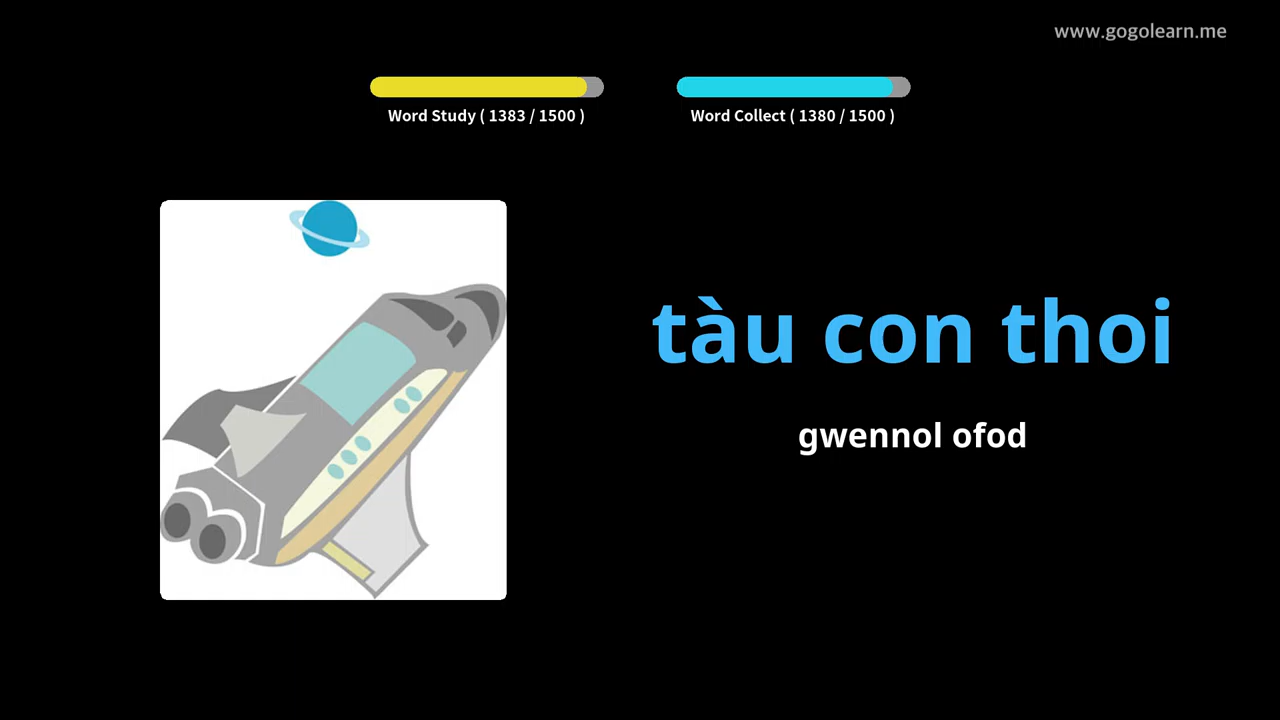 www.gogolearn.me
Word Study ( 1383 / 1500 )
Word Collect ( 1380 / 1500 )
tàu con thoi
gwennol ofod